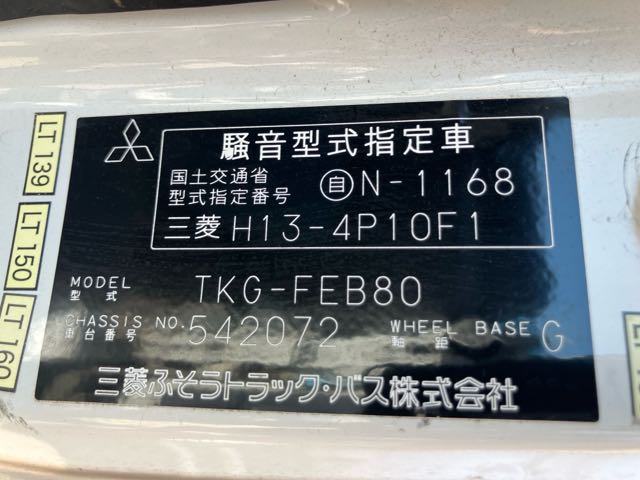 騒音型式指定車
国土交通省
型式指定番号 自N-1168
三菱 H13-4P10F1
MODEL
型式 TKG-FEB80
CHASSIS NO. 542072 WHEEL BASE G
車台番号 軸距
三菱ふそうトラック・バス株式会社
LT 139
LT 150
LT 160